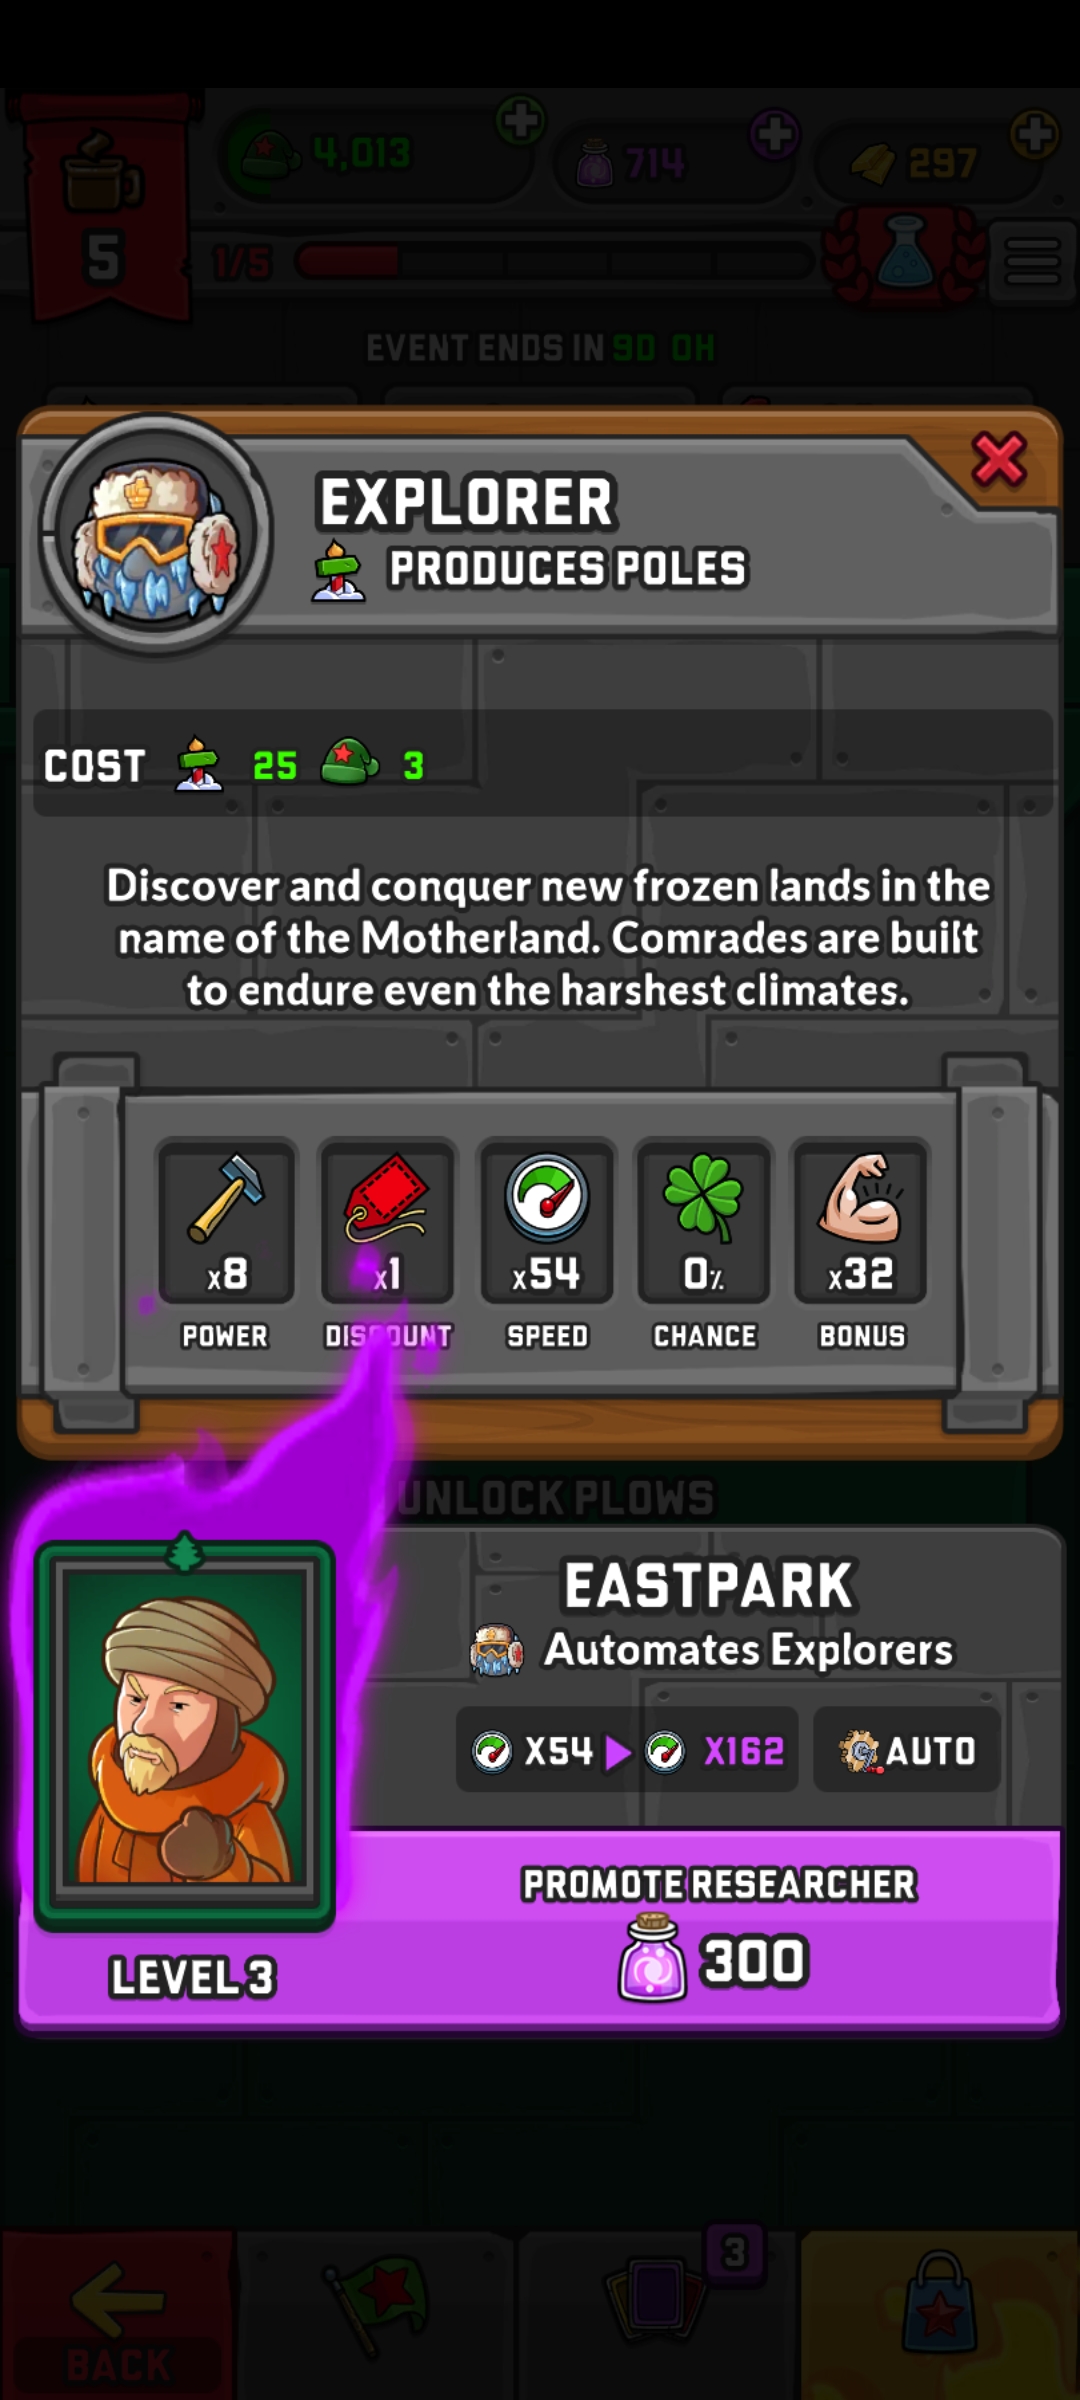 4,013
714
297
5
1/5
EVENT ENDS IN 9D 0H
EXPLORER
PRODUCES POLES
COST 25 3
Discover and conquer new frozen lands in the
name of the Motherland. Comrades are built
to endure even the harshest climates.
x8 x1 x54 0% x32
POWER DISCOUNT SPEED CHANCE BONUS
UNLOCK PLOWS
EASTPARK
Automates Explorers
X54 X162 AUTO
PROMOTE RESEARCHER
300
LEVEL 3
3
BACK